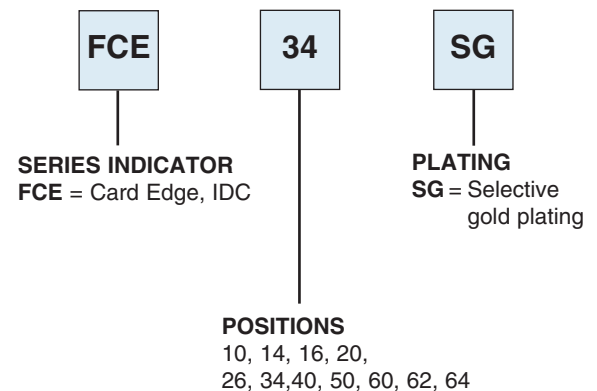 FCE 34 SG
SERIES INDICATOR
FCE = Card Edge, IDC
PLATING
SG = Selective
gold plating
POSITIONS
10, 14, 16, 20,
26, 34,40, 50, 60, 62, 64